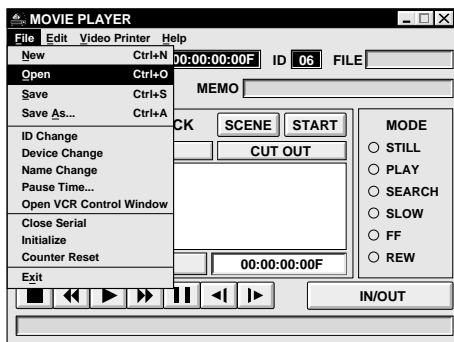 MOVIE PLAYER
File Edit Video Printer Help
00:00:00:00F ID 06 FILE
New Ctrl+N
Open Ctrl+O
Save Ctrl+S
Save As... Ctrl+A
ID Change
Device Change
Name Change
Pause Time...
Open VCR Control Window
Close Serial
Initialize
Counter Reset
Exit
MEMO
CK SCENE START
CUT OUT
00:00:00:00F
MODE
STILL
PLAY
SEARCH
SLOW
FF
REW
IN/OUT